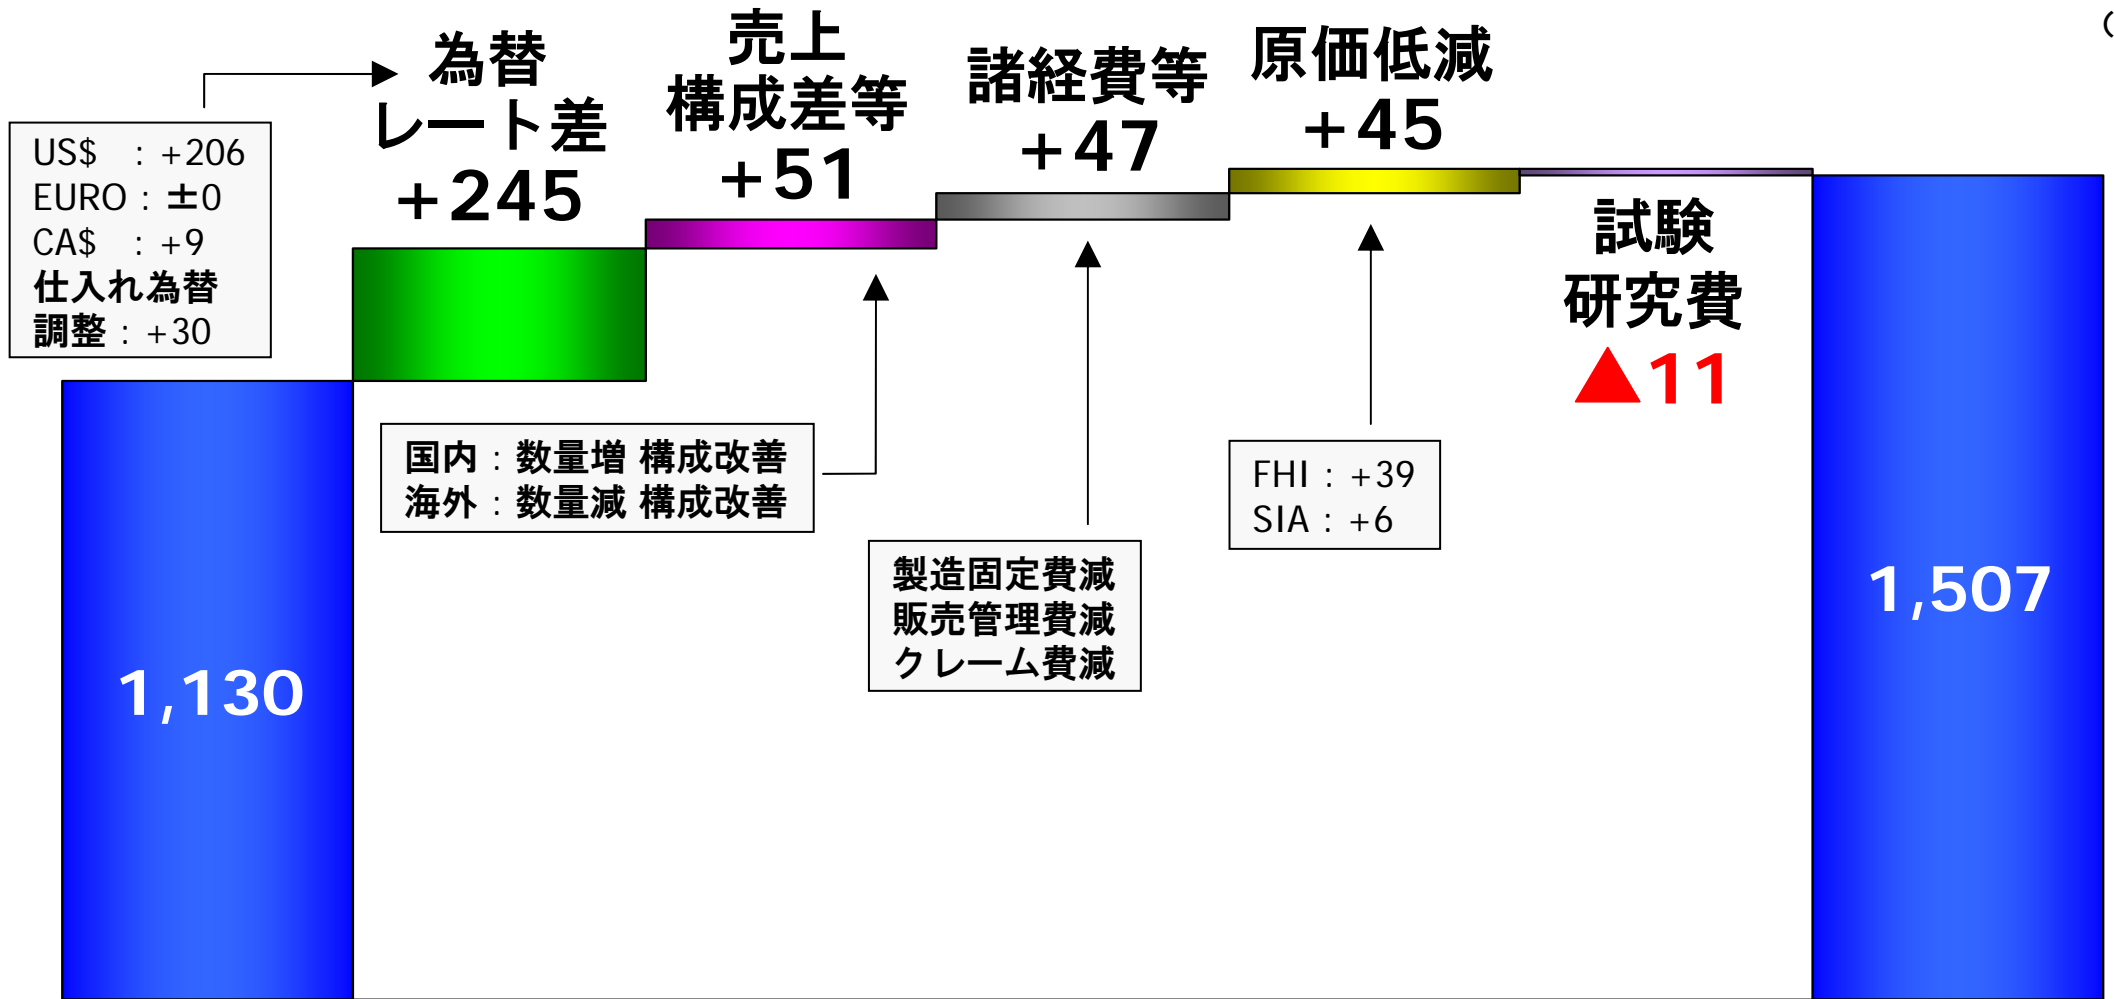 為替
レート差
+245
売上
構成差等
+51
諸経費等
+47
原価低減
+45
(
US$ : +206
EURO : ±0
CA$ : +9
仕入れ為替
調整 : +30
試験
研究費
▲11
国内 : 数量増 構成改善
海外 : 数量減 構成改善
FHI : +39
SIA : +6
製造固定費減
販売管理費減
クレーム費減
1,130
1,507